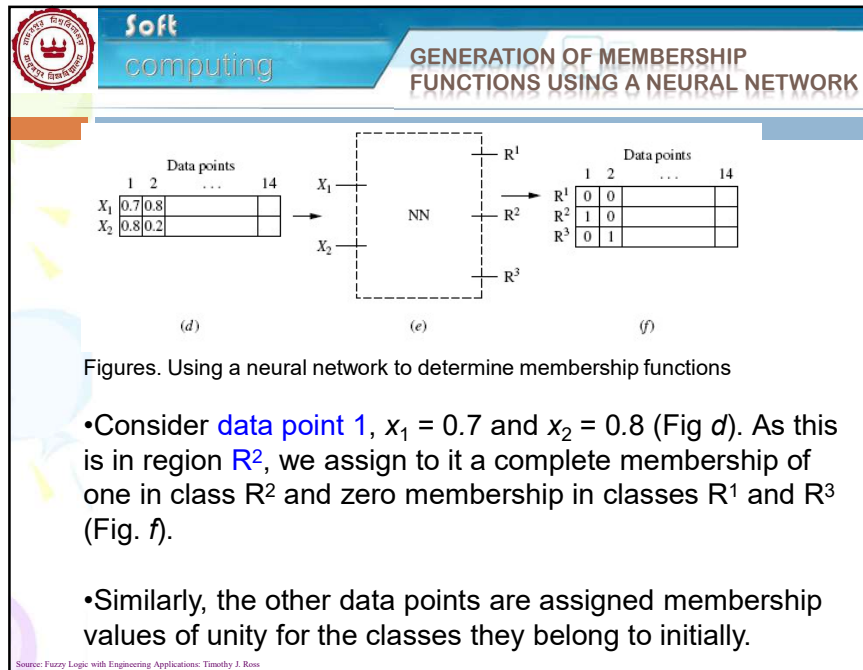 Soft
computing
GENERATION OF MEMBERSHIP
FUNCTIONS USING A NEURAL NETWORK
Data points
1 2 ... 14
X₁ 0.7 0.8
X₂ 0.8 0.2
(d)
X₁
X₂
NN
R¹
R²
R³
(e)
Data points
1 2 ... 14
R¹ 0 0
R² 1 0
R³ 0 1
(f)
Figures. Using a neural network to determine membership functions
•Consider data point 1, x₁ = 0.7 and x₂ = 0.8 (Fig d). As this
is in region R², we assign to it a complete membership of
one in class R² and zero membership in classes R¹ and R³
(Fig. f).
•Similarly, the other data points are assigned membership
values of unity for the classes they belong to initially.
Source: Fuzzy Logic with Engineering Applications: Timothy J. Ross